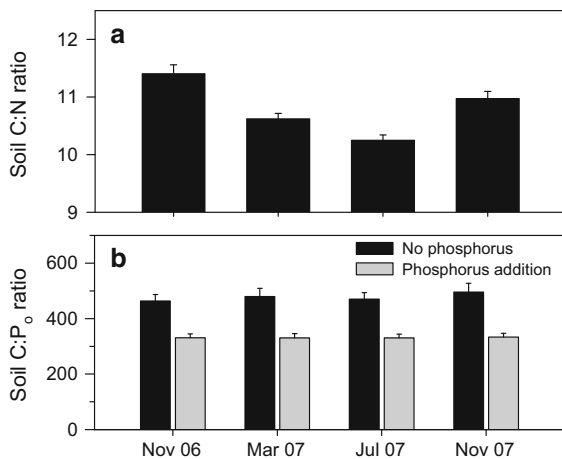 a
Soil C:N ratio
12
11
10
9
b
No phosphorus
Phosphorus addition
Soil C:Pₒ ratio
600
400
200
0
Nov 06 Mar 07 Jul 07 Nov 07